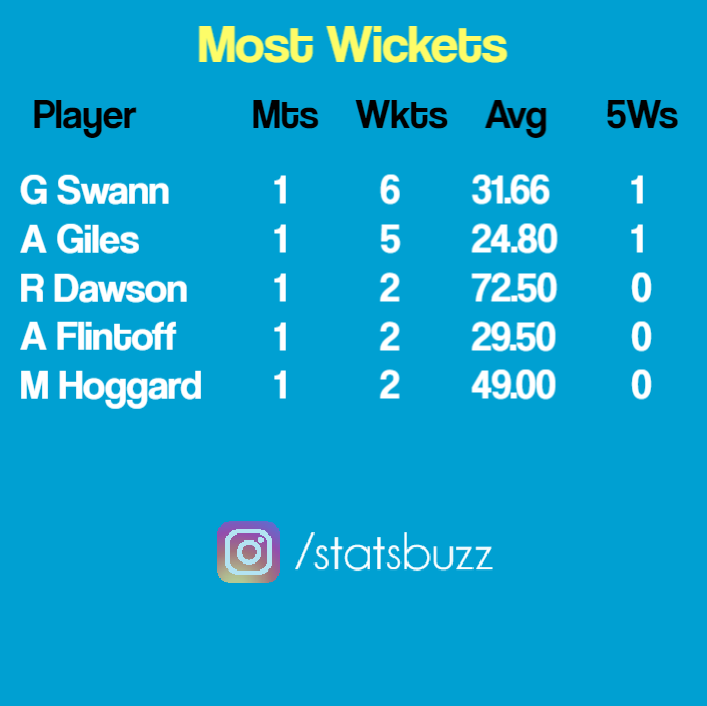 Most Wickets
Player Mts Wkts Avg 5Ws
G Swann 1 6 31.66 1
A Giles 1 5 24.80 1
R Dawson 1 2 72.50 0
A Flintoff 1 2 29.50 0
M Hoggard 1 2 49.00 0
/statsbuzz